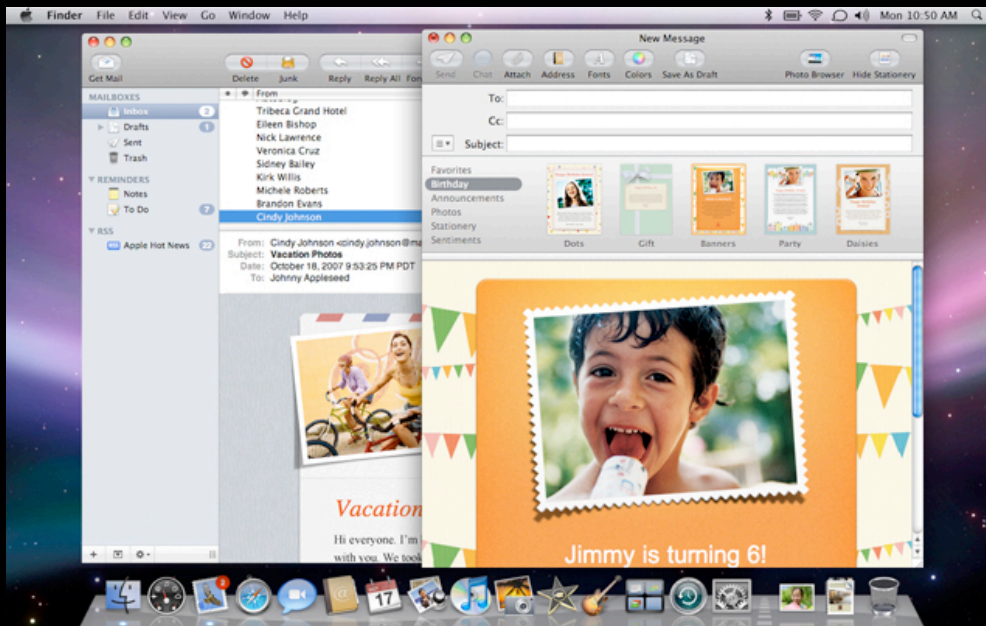 Finder File Edit View Go Window Help
Mon 10:50 AM
Get Mail
Delete Junk Reply Reply All
MAILBOXES
Inbox 2
Drafts 1
Sent
Trash
REMINDERS
Notes
To Do 7
RSS
Apple Hot News 22
From
Tribeca Grand Hotel
Eileen Bishop
Nick Lawrence
Veronica Cruz
Sidney Bailey
Kirk Willis
Michele Roberts
Brandon Evans
Cindy Johnson
From: Cindy Johnson <cindy.johnson@ma
Subject: Vacation Photos
Date: October 18, 2007 9:53:25 PM PDT
To: Johnny Appleseed
Vacation
Hi everyone. I'm
with you. We took
New Message
Send Chat Attach Address Fonts Colors Save As Draft Photo Browser Hide Stationery
To:
Cc:
Subject:
Favorites
Birthday
Announcements
Photos
Stationery
Sentiments
Dots Gift Banners Party Daisies
Jimmy is turning 6!
2
17